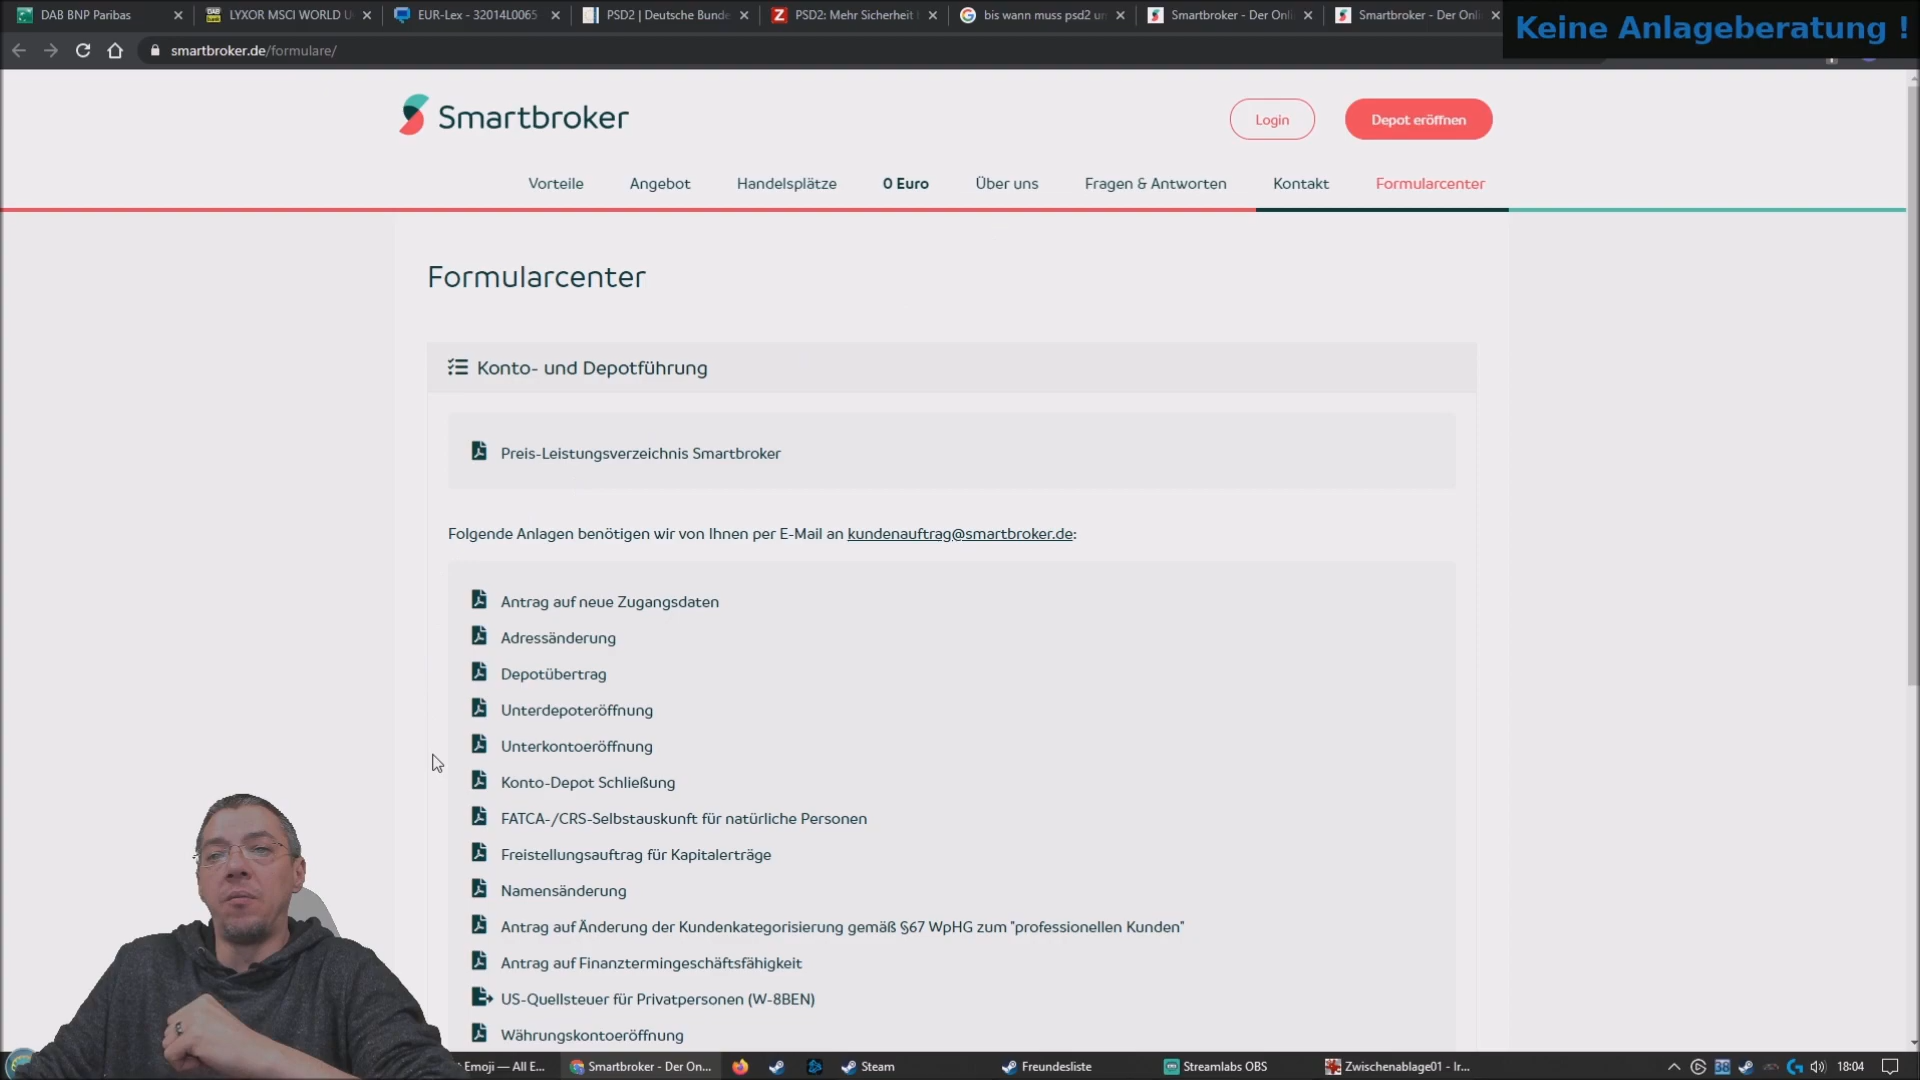 DAB BNP Paribas
LYXOR MSCI WORLD U
EUR-Lex - 32014L0065
PSD2 | Deutsche Bunde
PSD2: Mehr Sicherheit
bis wann muss psd2 um
Smartbroker - Der Onli
Smartbroker - Der Onli
Keine Anlageberatung !
smartbroker.de/formulare/
Smartbroker
Login
Depot eröffnen
Vorteile
Angebot
Handelsplätze
0 Euro
Über uns
Fragen & Antworten
Kontakt
Formularcenter
Formularcenter
Konto- und Depotführung
Preis-Leistungsverzeichnis Smartbroker
Folgende Anlagen benötigen wir von Ihnen per E-Mail an kundenauftrag@smartbroker.de:
Antrag auf neue Zugangsdaten
Adressänderung
Depotübertrag
Unterdepoteröffnung
Unterkontoeröffnung
Konto-Depot Schließung
FATCA-/CRS-Selbstauskunft für natürliche Personen
Freistellungsauftrag für Kapitalerträge
Namensänderung
Antrag auf Änderung der Kundenkategorisierung gemäß §67 WpHG zum "professionellen Kunden"
Antrag auf Finanztermingeschäftsfähigkeit
US-Quellsteuer für Privatpersonen (W-8BEN)
Währungskontoeröffnung
Emoji — All E...
Smartbroker - Der On...
Steam
Freundesliste
Streamlabs OBS
Zwischenablage01 - Ir...
38
18:04